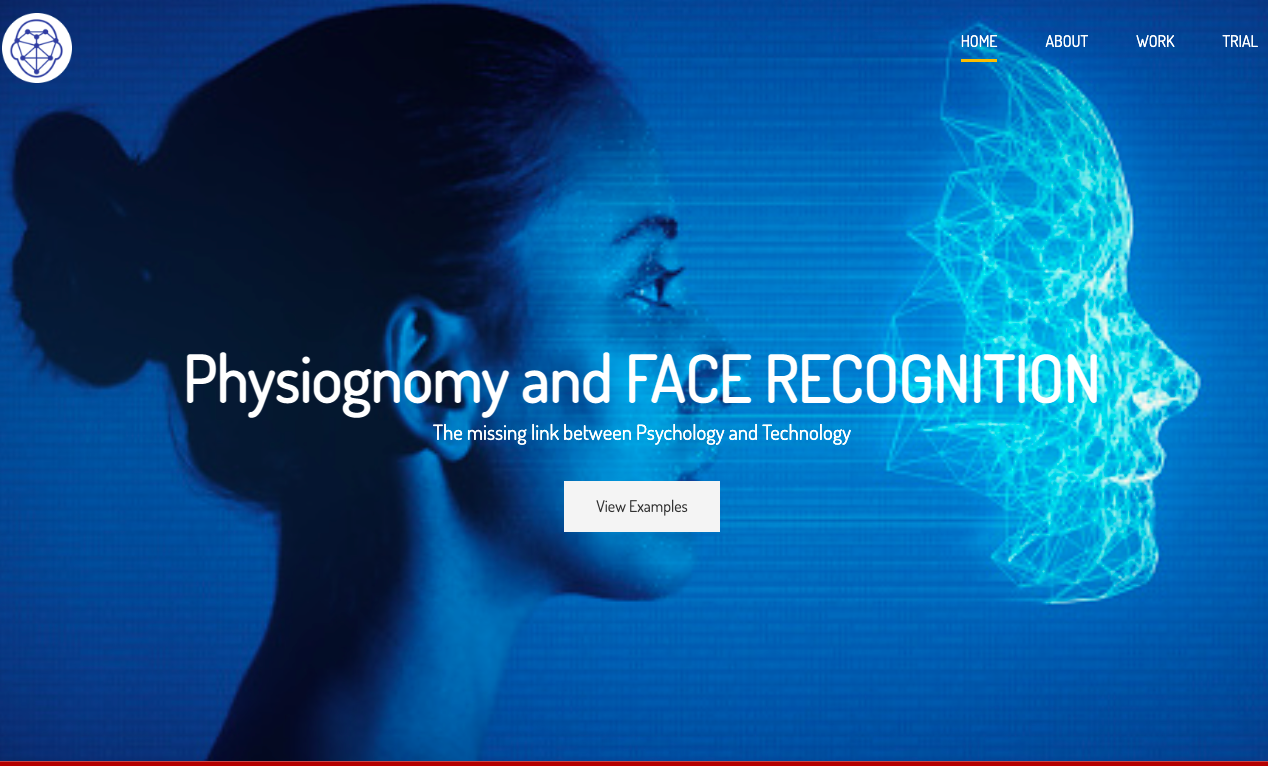 HOME ABOUT WORK TRIAL
Physiognomy and FACE RECOGNITION
The missing link between Psychology and Technology
View Examples